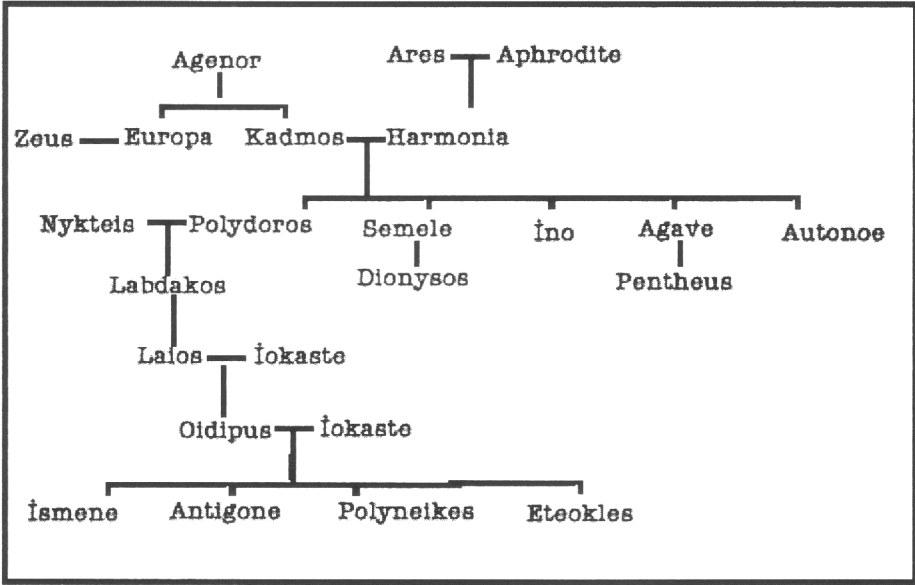 Agenor Ares Aphrodite
Zeus Europa Kadmos Harmonia
Nykteis Polydoros Semele İno Agave Autonoe
Labdakos Dionysos Pentheus
Laios İokaste
Oidipus İokaste
İsmene Antigone Polyneikes Eteokles